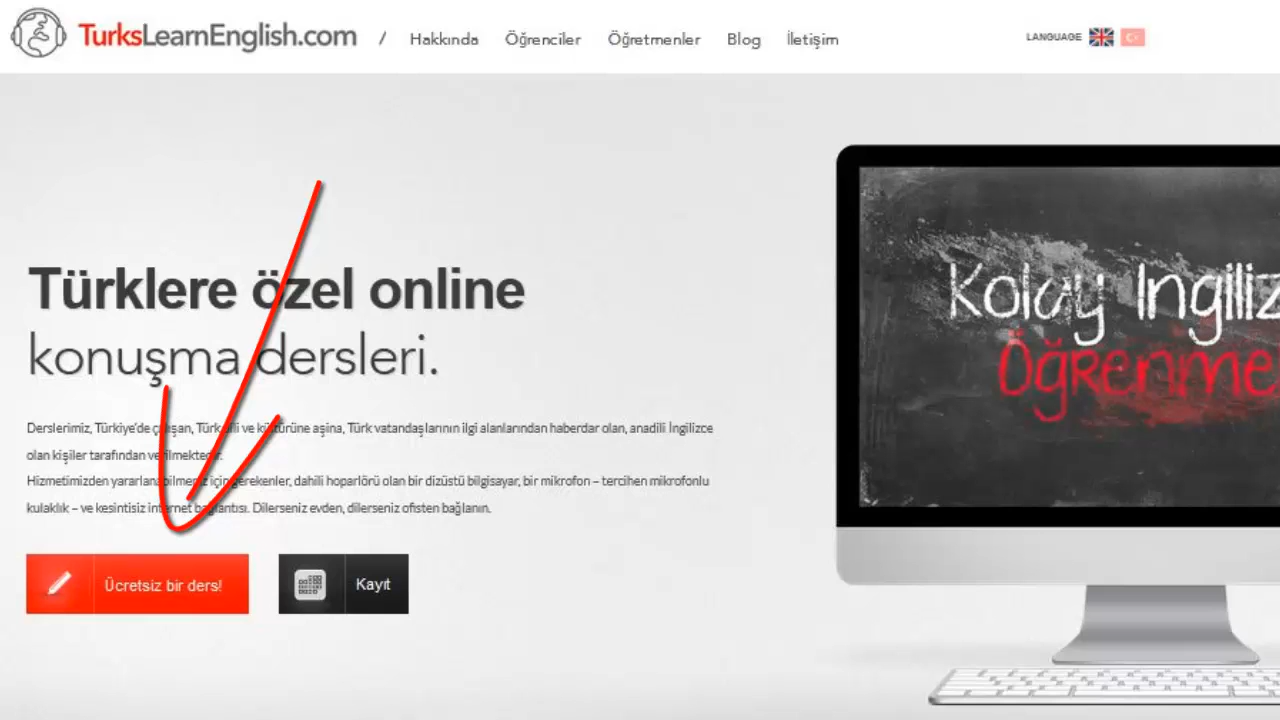 TurksLearnEnglish.com / Hakkında Öğrenciler Öğretmenler Blog İletişim LANGUAGE
Türklere özel online
konuşma dersleri.
Kolay Ingiliz
Öğrenme
Derslerimiz, Türkiye'de çalışan, Türk dili ve kültürüne aşina, Türk vatandaşlarının ilgi alanlarından haberdar olan, anadili İngilizce
olan kişiler tarafından verilmektedir.
Hizmetimizden yararlanabilmeniz için gerekenler, dahili hoparlörü olan bir dizüstü bilgisayar, bir mikrofon – tercihen mikrofonlu
kulaklık – ve kesintisiz internet bağlantısı. Dilerseniz evden, dilerseniz ofisten bağlanın.
Ücretsiz bir ders!
Kayıt